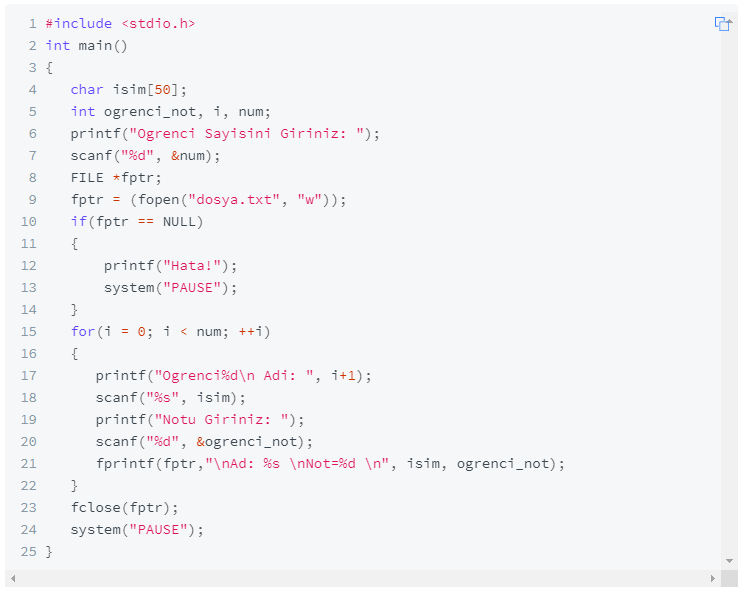 1 #include <stdio.h>
2 int main()
3 {
4    char isim[50];
5    int ogrenci_not, i, num;
6    printf("Ogrenci Sayisini Giriniz: ");
7    scanf("%d", &num);
8    FILE *fptr;
9    fptr = (fopen("dosya.txt", "w"));
10    if(fptr == NULL)
11    {
12        printf("Hata!");
13        system("PAUSE");
14    }
15    for(i = 0; i < num; ++i)
16    {
17       printf("Ogrenci%d\n Adi: ", i+1);
18       scanf("%s", isim);
19       printf("Notu Giriniz: ");
20       scanf("%d", &ogrenci_not);
21       fprintf(fptr,"\nAd: %s \nNot=%d \n", isim, ogrenci_not);
22    }
23    fclose(fptr);
24    system("PAUSE");
25 }